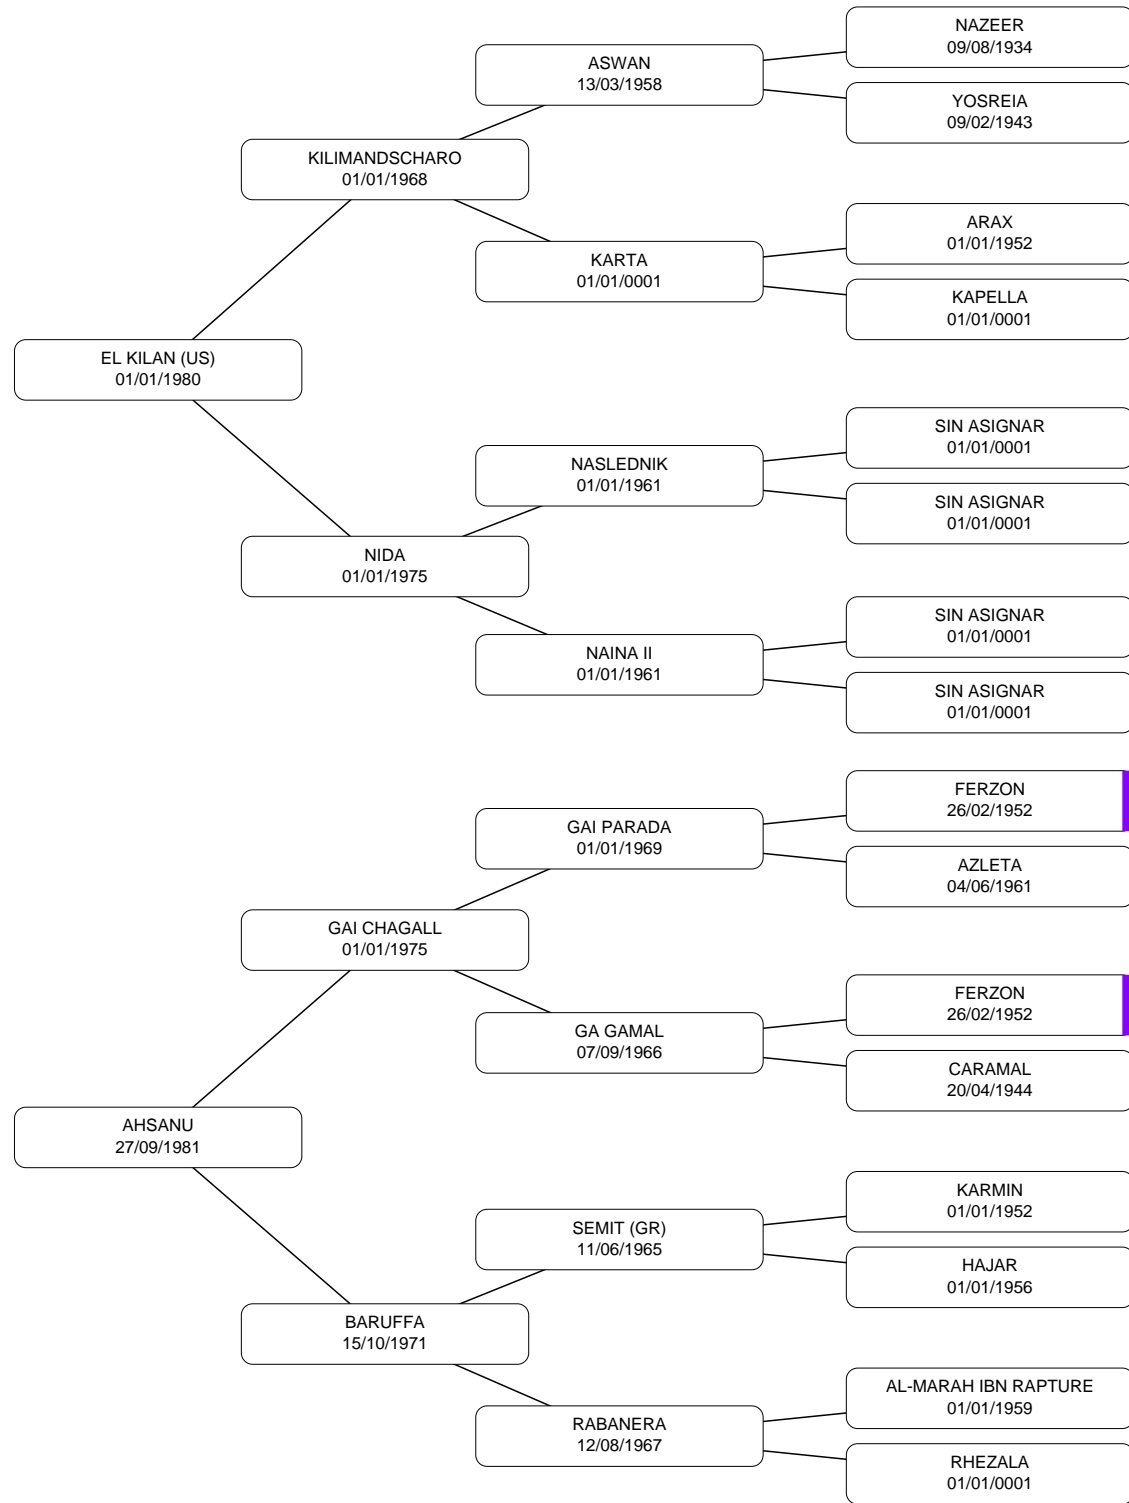 NAZEER
09/08/1934
ASWAN
13/03/1958
YOSREIA
09/02/1943
KILIMANDSCHARO
01/01/1968
ARAX
01/01/1952
KARTA
01/01/0001
KAPELLA
01/01/0001
EL KILAN (US)
01/01/1980
SIN ASIGNAR
01/01/0001
NASLEDNIK
01/01/1961
SIN ASIGNAR
01/01/0001
NIDA
01/01/1975
SIN ASIGNAR
01/01/0001
NAINA II
01/01/1961
SIN ASIGNAR
01/01/0001
FERZON
26/02/1952
GAI PARADA
01/01/1969
AZLETA
04/06/1961
GAI CHAGALL
01/01/1975
FERZON
26/02/1952
GA GAMAL
07/09/1966
CARAMAL
20/04/1944
AHSANU
27/09/1981
KARMIN
01/01/1952
SEMIT (GR)
11/06/1965
HAJAR
01/01/1956
BARUFFA
15/10/1971
AL-MARAH IBN RAPTURE
01/01/1959
RABANERA
12/08/1967
RHEZALA
01/01/0001